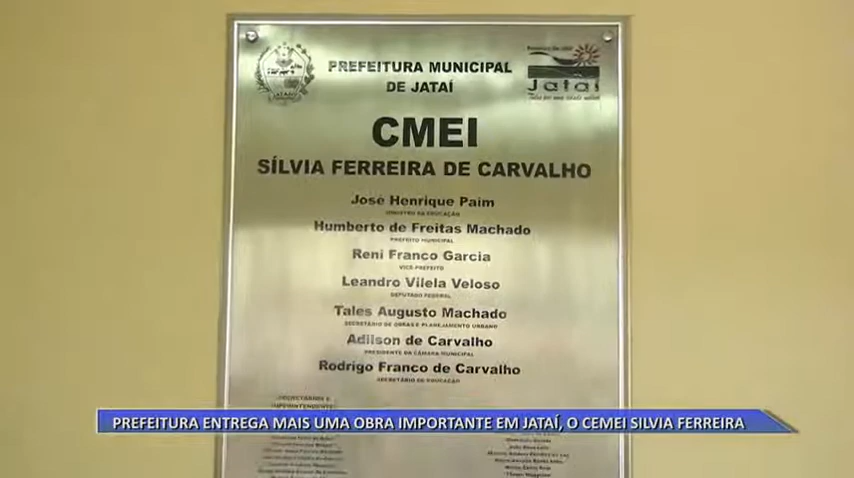 PREFEITURA MUNICIPAL
DE JATAÍ
Jataí
CMEI
SÍLVIA FERREIRA DE CARVALHO
José Henrique Paim
MINISTRO DA EDUCAÇÃO
Humberto de Freitas Machado
PREFEITO MUNICIPAL
Reni Franco Garcia
VICE-PREFEITO
Leandro Vilela Veloso
DEPUTADO FEDERAL
Tales Augusto Machado
SECRETÁRIO DE OBRAS E PLANEJAMENTO URBANO
Adilson de Carvalho
PRESIDENTE DA CÂMARA MUNICIPAL
Rodrigo Franco de Carvalho
SECRETÁRIO DE EDUCAÇÃO
SECRETÁRIOS E
SUPERINTENDENTE
PREFEITURA ENTREGA MAIS UMA OBRA IMPORTANTE EM JATAÍ, O CEMEI SILVIA FERREIRA